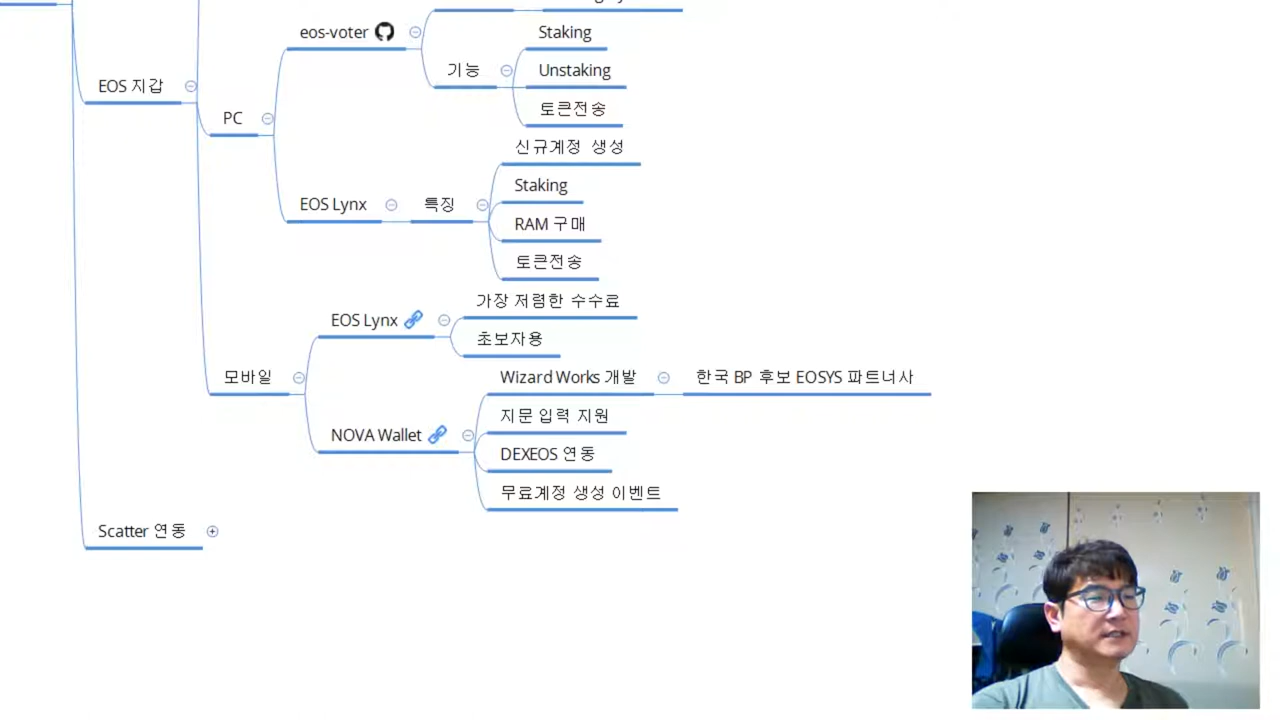 eos-voter
Staking
기능
Unstaking
EOS 지갑
토큰전송
PC
신규계정 생성
Staking
EOS Lynx
특징
RAM 구매
토큰전송
가장 저렴한 수수료
EOS Lynx
초보자용
모바일
Wizard Works 개발
한국 BP 후보 EOSYS 파트너사
지문 입력 지원
NOVA Wallet
DEXEOS 연동
무료계정 생성 이벤트
Scatter 연동